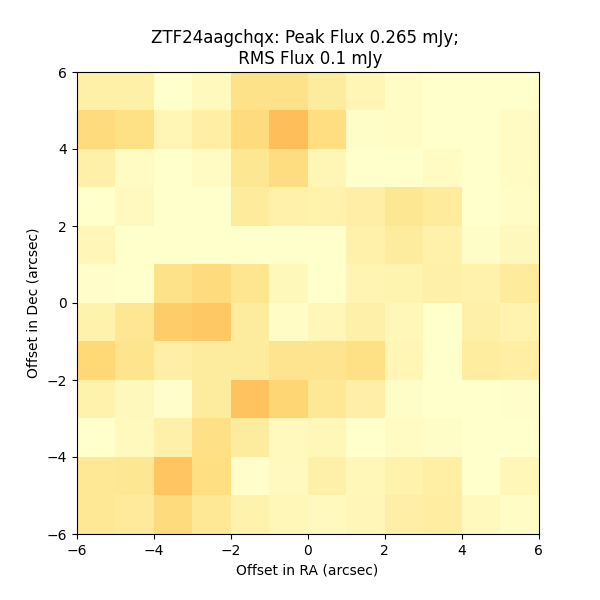 ZTF24aagchqx: Peak Flux 0.265 mJy;
RMS Flux 0.1 mJy
6
4
2
0
−2
−4
−6
Offset in Dec (arcsec)
−6 −4 −2 0 2 4 6
Offset in RA (arcsec)